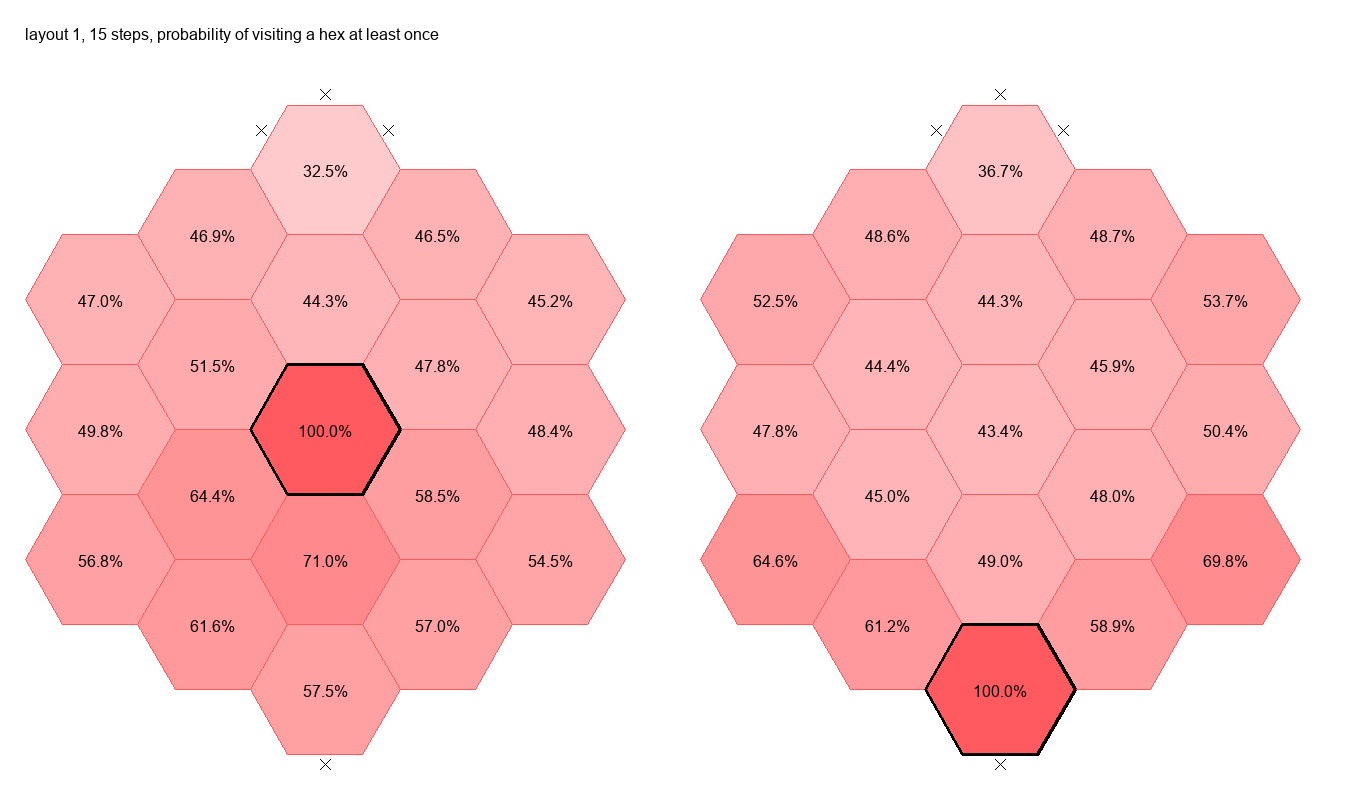 layout 1, 15 steps, probability of visiting a hex at least once
32.5% 36.7%
46.9% 46.5% 48.6% 48.7%
47.0% 44.3% 45.2% 52.5% 44.3% 53.7%
51.5% 47.8% 44.4% 45.9%
49.8% 100.0% 48.4% 47.8% 43.4% 50.4%
64.4% 58.5% 45.0% 48.0%
56.8% 71.0% 54.5% 64.6% 49.0% 69.8%
61.6% 57.0% 61.2% 58.9%
57.5% 100.0%